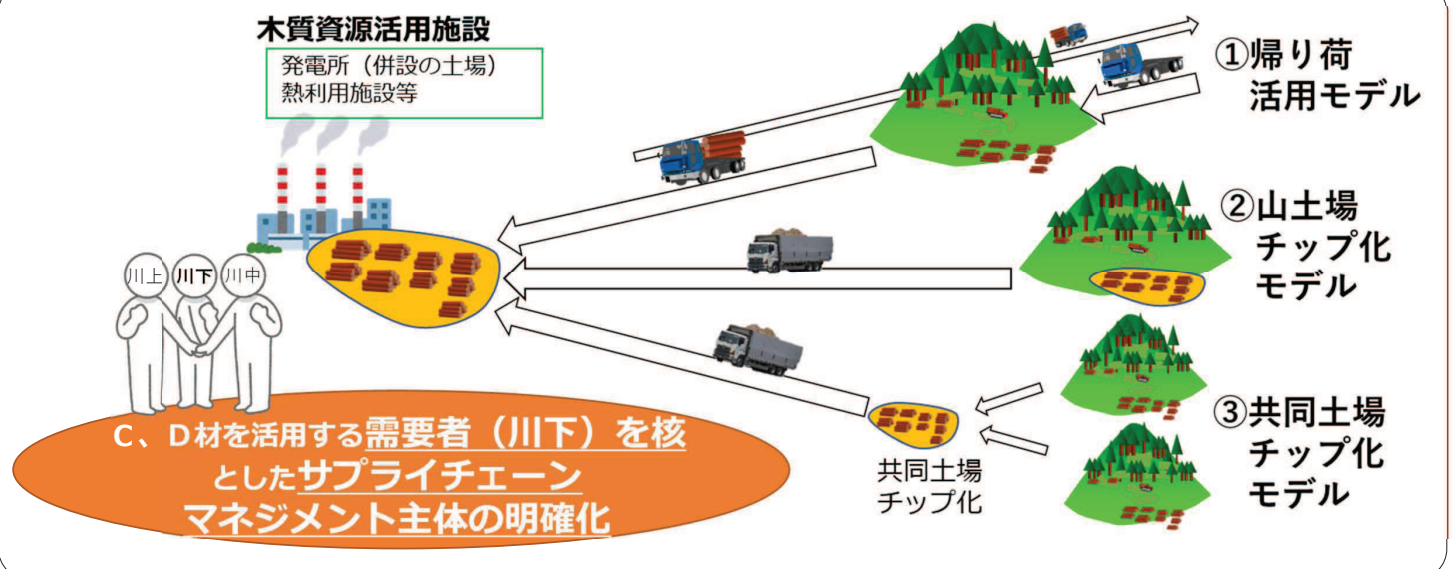 木質資源活用施設
発電所（併設の土場）
熱利用施設等
①帰り荷
活用モデル
②山土場
チップ化
モデル
川上
川下
川中
③共同土場
チップ化
モデル
共同土場
チップ化
C、D材を活用する需要者（川下）を核
としたサプライチェーン
マネジメント主体の明確化